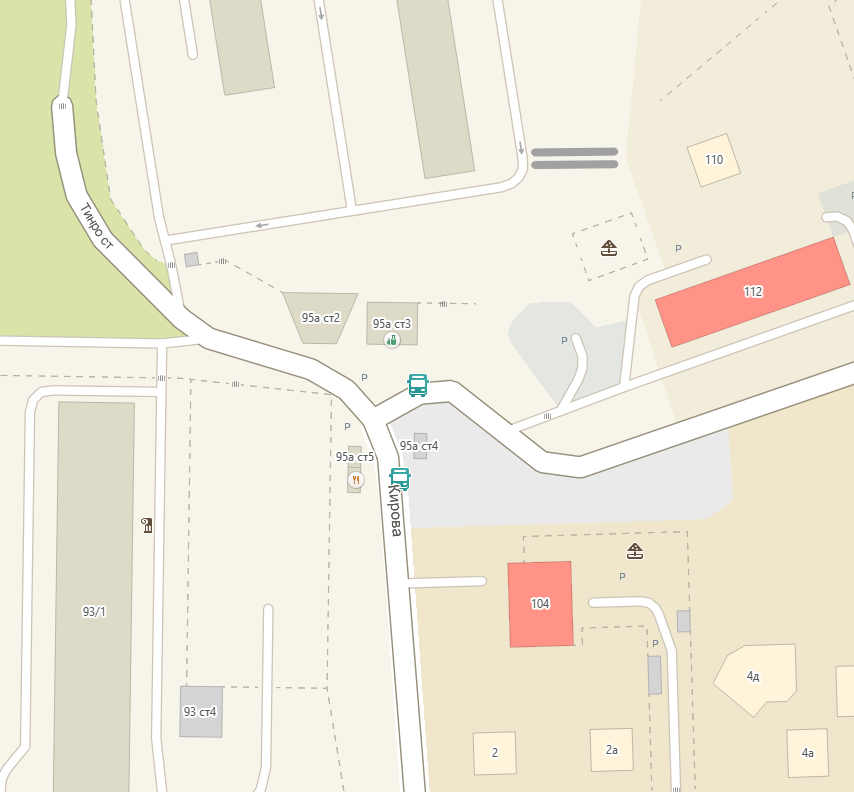 110
Тинро ст
P
112
95а ст2
95а ст3
P
P
P
95а ст4
95а ст5
Кирова
P
93/1
104
P
4д
93 ст4
2
2а
4а
P